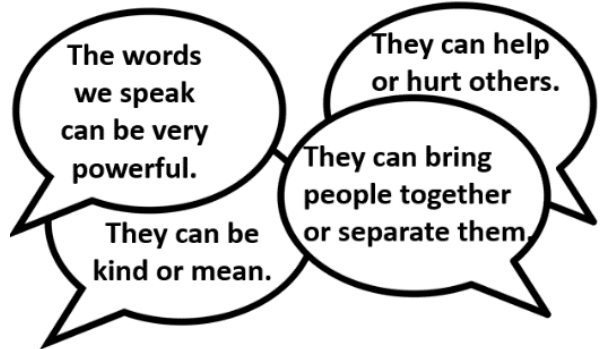 The words
we speak
can be very
powerful.
They can help
or hurt others.
They can be
kind or mean.
They can bring
people together
or separate them.